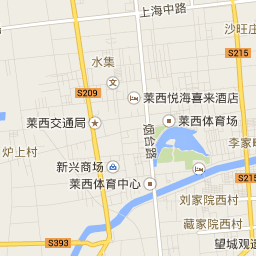 上海中路
沙旺庄
S215
水集
S209
莱西悦海喜来酒店
莱西交通局
莱西体育场
炉上村
烟台路
李家
新兴商场
莱西体育中心
S215
刘家院西村
藏家院西村
S393
望城观道